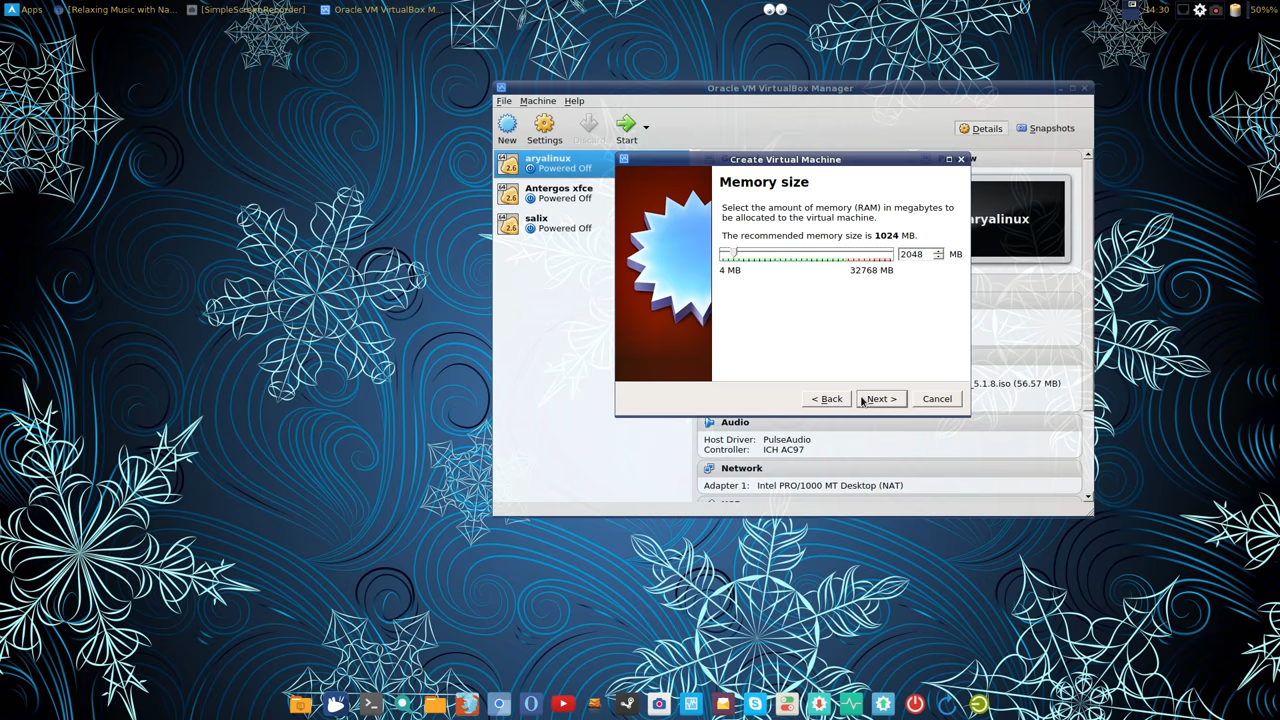 Apps
[Relaxing Music with Na...
[SimpleScreenRecorder]
Oracle VM VirtualBox M...
50%%
Oracle VM VirtualBox Manager
File Machine Help
New
Settings
Discard
Start
Details
Snapshots
aryalinux
Powered Off
Antergos xfce
Powered Off
salix
Powered Off
Create Virtual Machine
Memory size
Select the amount of memory (RAM) in megabytes to
be allocated to the virtual machine.
The recommended memory size is 1024 MB.
2048 MB
4 MB
32768 MB
< Back
Next >
Cancel
_5.1.8.iso (56.57 MB)
Audio
Host Driver: PulseAudio
Controller: ICH AC97
Network
Adapter 1: Intel PRO/1000 MT Desktop (NAT)